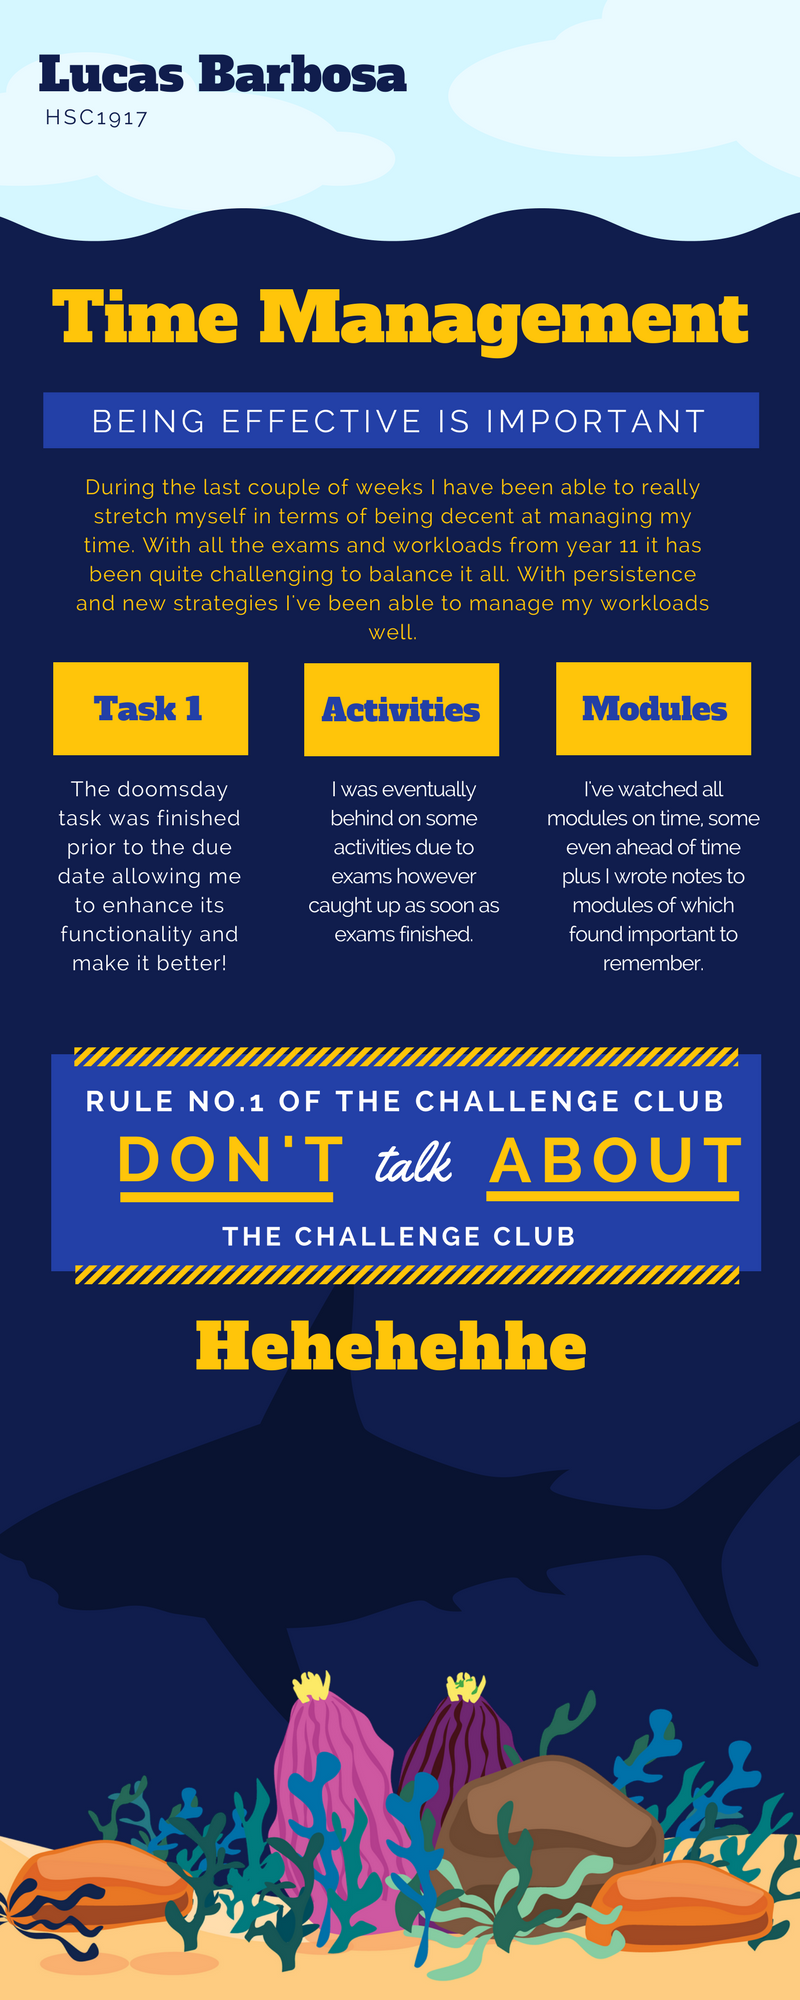 Lucas Barbosa
HSC1917
Time Management
BEING EFFECTIVE IS IMPORTANT
During the last couple of weeks I have been able to really
stretch myself in terms of being decent at managing my
time. With all the exams and workloads from year 11 it has
been quite challenging to balance it all. With persistence
and new strategies I've been able to manage my workloads
well.
Task 1
The doomsday
task was finished
prior to the due
date allowing me
to enhance its
functionality and
make it better!
Activities
I was eventually
behind on some
activities due to
exams however
caught up as soon as
exams finished.
Modules
I've watched all
modules on time, some
even ahead of time
plus I wrote notes to
modules of which
found important to
remember.
RULE NO.1 OF THE CHALLENGE CLUB
DON'T talk ABOUT
THE CHALLENGE CLUB
Hehehehhe